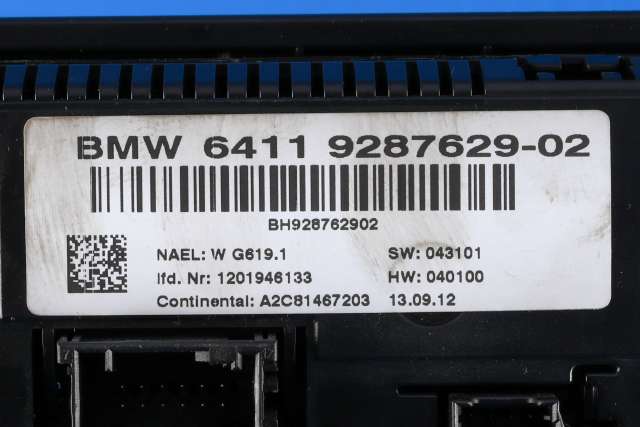 BMW 6411 9287629-02
BH928762902
NAEL: W G619.1 SW: 043101
lfd. Nr: 1201946133 HW: 040100
Continental: A2C81467203 13.09.12